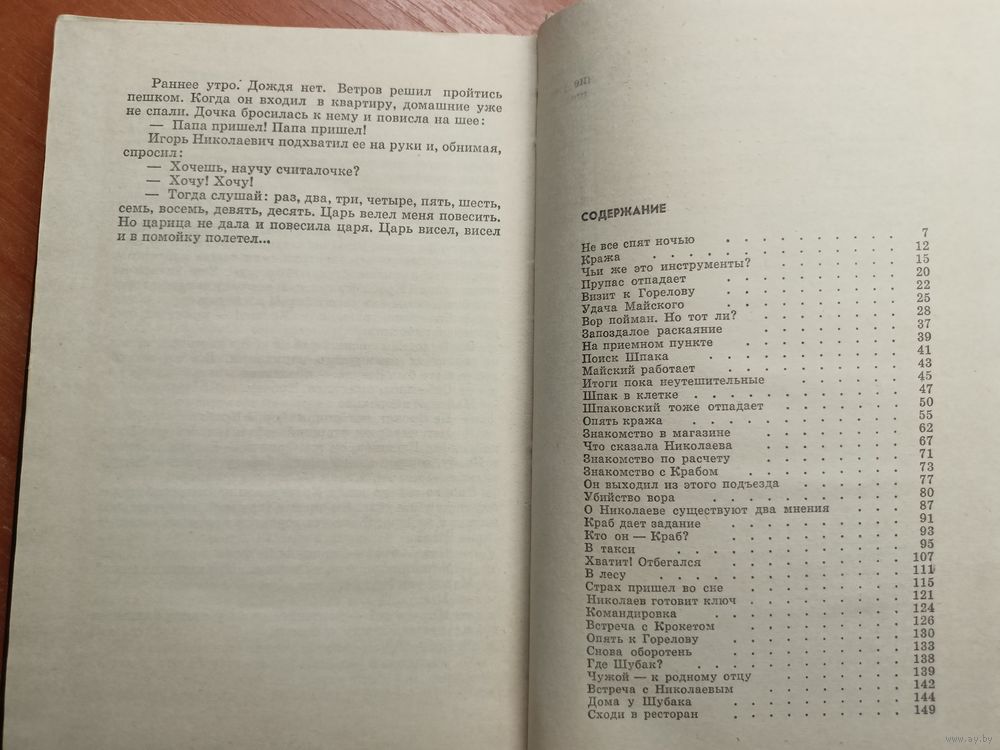 Раннее утро. Дождя нет. Ветров решил пройтись
пешком. Когда он входил в квартиру, домашние уже
не спали. Дочка бросилась к нему и повисла на шее:
— Папа пришел! Папа пришел!
Игорь Николаевич подхватил ее на руки и, обнимая,
спросил:
— Хочешь, научу считалочке?
— Хочу! Хочу!
— Тогда слушай: раз, два, три, четыре, пять, шесть,
семь, восемь, девять, десять. Царь велел меня повесить.
Но царица не дала и повесила царя. Царь висел, висел
и в помойку полетел...
СОДЕРЖАНИЕ
Не все спят ночью . . . . . . . . 7
Кража . . . . . . . . 12
Чьи же это инструменты? . . . . . . . . 15
Прупас отпадает . . . . . . . . 20
Визит к Горелову . . . . . . . . 22
Удача Майского . . . . . . . . 25
Вор пойман. Но тот ли? . . . . . . . . 28
Запоздалое раскаяние . . . . . . . . 37
На приемном пункте . . . . . . . . 39
Поиск Шпака . . . . . . . . 41
Майский работает . . . . . . . . 43
Итоги пока неутешительные . . . . . . . . 45
Шпак в клетке . . . . . . . . 47
Шпаковский тоже отпадает . . . . . . . . 50
Опять кража . . . . . . . . 55
Знакомство в магазине . . . . . . . . 62
Что сказала Николаева . . . . . . . . 67
Знакомство по расчету . . . . . . . . 71
Знакомство с Крабом . . . . . . . . 73
Он выходил из этого подъезда . . . . . . . . 77
Убийство вора . . . . . . . . 80
О Николаеве существуют два мнения . . . 87
Краб дает задание . . . . . . . . 91
Кто он — Краб? . . . . . . . . 93
В такси . . . . . . . . 95
Хватит! Отбегался . . . . . . . . 107
В лесу . . . . . . . . 111
Страх пришел во сне . . . . . . . . 115
Николаев готовит ключ . . . . . . . . 121
Командировка . . . . . . . . 124
Встреча с Крокетом . . . . . . . . 126
Опять к Горелову . . . . . . . . 130
Снова оборотень . . . . . . . . 133
Где Шубак? . . . . . . . . 138
Чужой — к родному отцу . . . . . . . . 139
Встреча с Николаевым . . . . . . . . 142
Дома у Шубака . . . . . . . . 144
Сходи в ресторан . . . . . . . . 149
www.ay.by